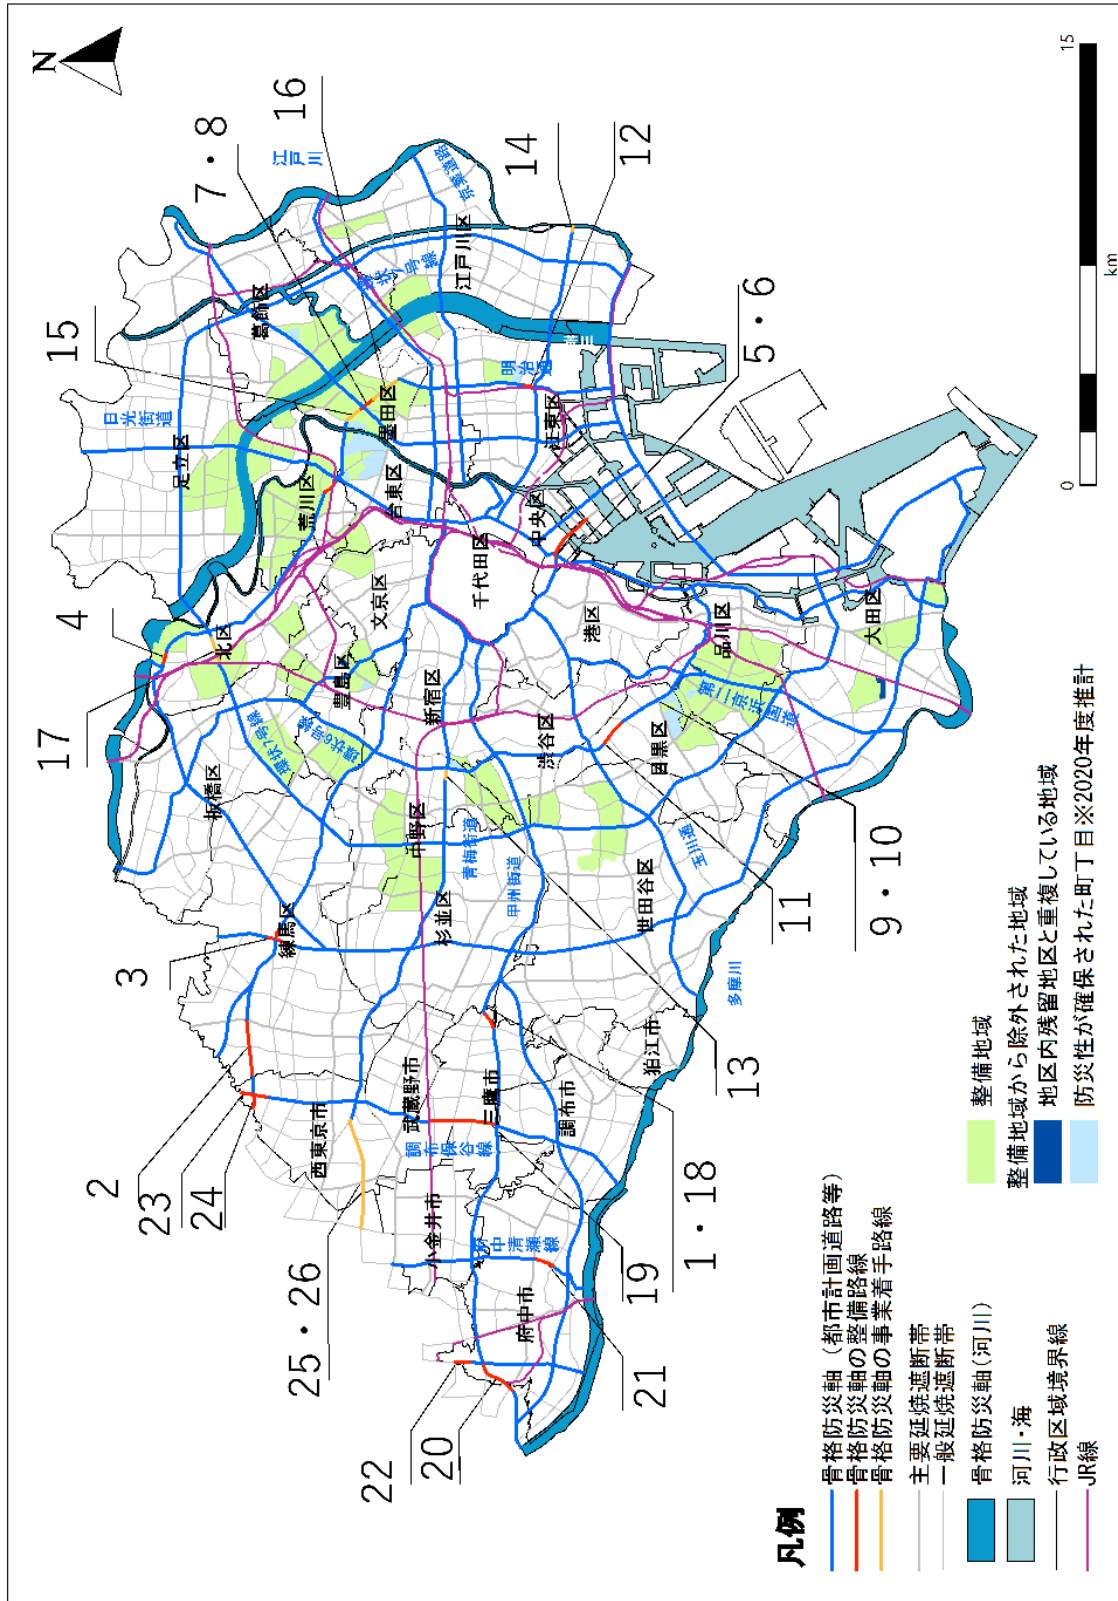 N
17
4
15
7・8
16
江戸川
3
2
23
24
25・26
22
20
21
19
1・18
13
11
9・10
5・6
12
14
日光街道
足立区
葛飾区
環状7号線
京葉道路
江戸川区
北区
荒川区
墨田区
台東区
明治通
江東区
板橋区
環状7号線
環状6号線
豊島区
文京区
千代田区
中央区
練馬区
中野区
新宿区
青梅街道
杉並区
甲州街道
渋谷区
港区
品川区
第二京浜国道
目黒区
大田区
世田谷区
玉川通
多摩川
西東京市
武蔵野市
調布保谷線
三鷹市
調布市
狛江市
小金井市
府中清瀬線
府中市
凡例
骨格防災軸（都市計画道路等）
骨格防災軸の整備路線
骨格防災軸の事業着手路線
主要延焼遮断帯
一般延焼遮断帯
骨格防災軸(河川)
河川・海
行政区域境界線
JR線
整備地域
整備地域から除外された地域
地区内残留地区と重複している地域
防災性が確保された町丁目※2020年度推計
0
15
km